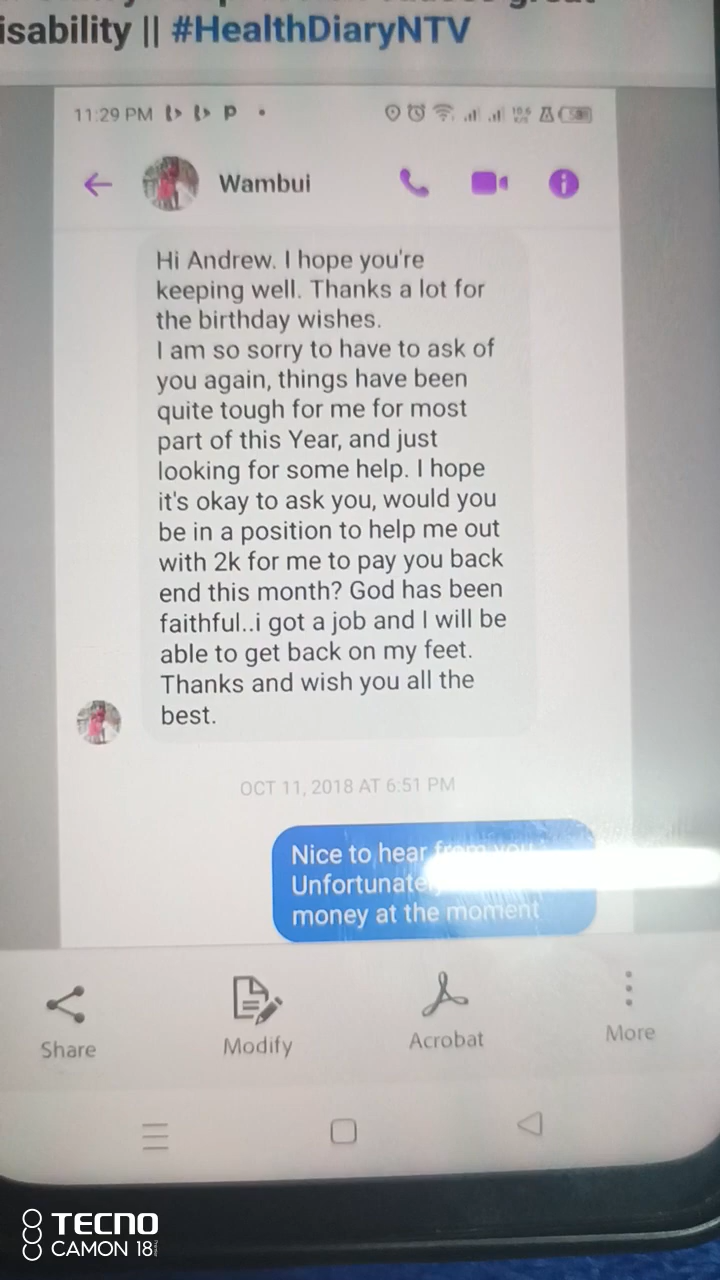 isability || #HealthDiaryNTV
11:29 PM
Wambui
Hi Andrew. I hope you're
keeping well. Thanks a lot for
the birthday wishes.
I am so sorry to have to ask of
you again, things have been
quite tough for me for most
part of this Year, and just
looking for some help. I hope
it's okay to ask you, would you
be in a position to help me out
with 2k for me to pay you back
end this month? God has been
faithful..i got a job and I will be
able to get back on my feet.
Thanks and wish you all the
best.
OCT 11, 2018 AT 6:51 PM
Nice to hear from you
Unfortunate
money at the moment
Share
Modify
Acrobat
More
TECNO
CAMON 18